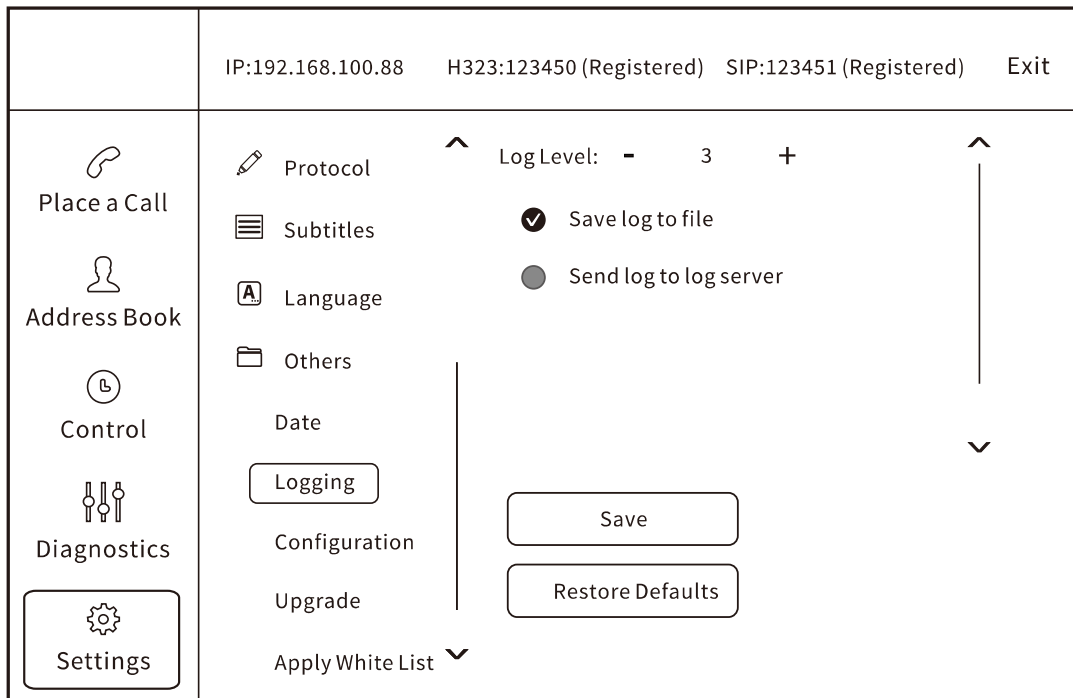 IP:192.168.100.88 H323:123450 (Registered) SIP:123451 (Registered) Exit
Place a Call
Address Book
Control
Diagnostics
Settings
Protocol
Subtitles
Language
Others
Date
Logging
Configuration
Upgrade
Apply White List
Log Level: - 3 +
Save log to file
Send log to log server
Save
Restore Defaults